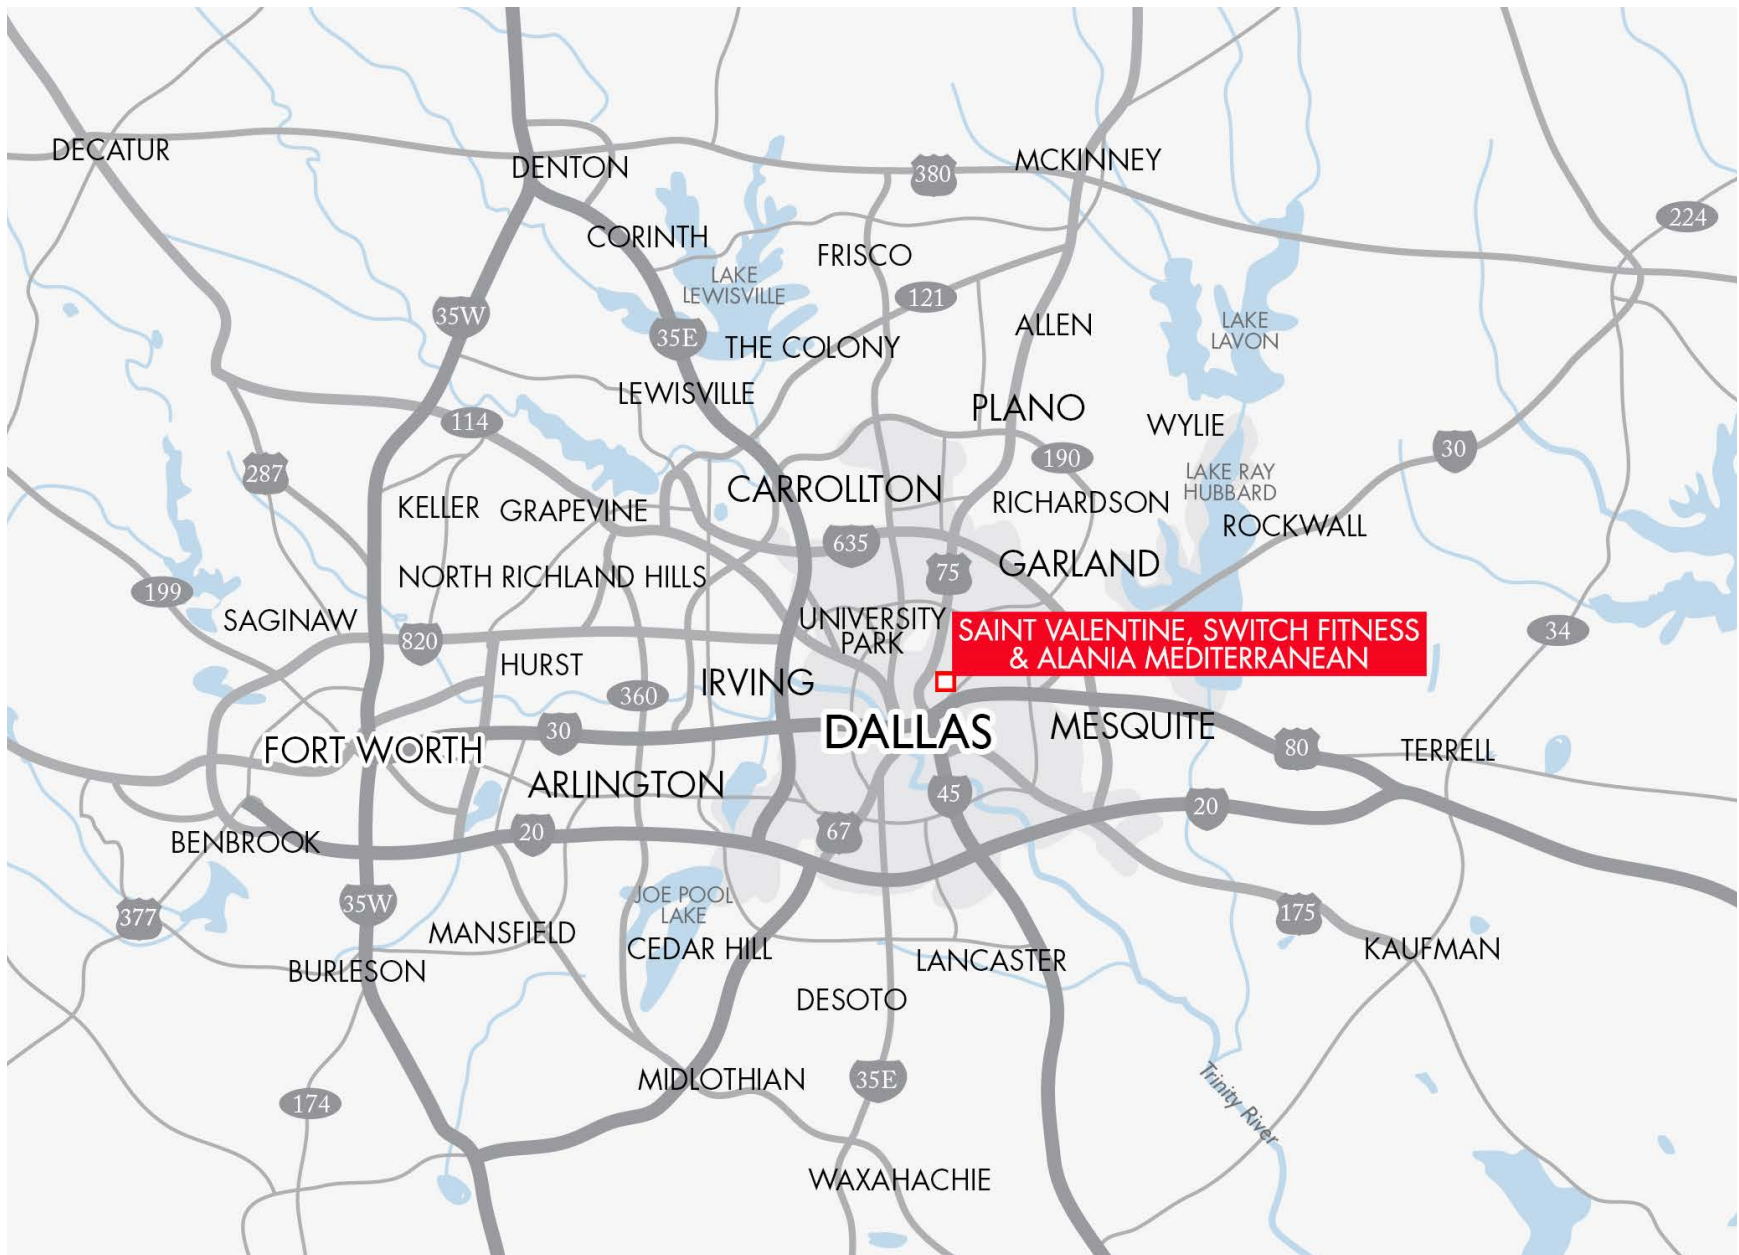 DECATUR
DENTON
380
MCKINNEY
224
CORINTH
FRISCO
LAKE
LEWISVILLE
121
35W
35E
THE COLONY
ALLEN
LAKE
LAVON
LEWISVILLE
PLANO
114
WYLIE
190
30
287
LAKE RAY
HUBBARD
CARROLLTON
KELLER
GRAPEVINE
RICHARDSON
ROCKWALL
635
75
GARLAND
NORTH RICHLAND HILLS
199
SAGINAW
820
UNIVERSITY
PARK
SAINT VALENTINE, SWITCH FITNESS
& ALANIA MEDITERRANEAN
34
HURST
360
IRVING
30
DALLAS
MESQUITE
80
TERRELL
FORT WORTH
ARLINGTON
45
20
BENBROOK
20
67
35W
377
JOE POOL
LAKE
175
MANSFIELD
CEDAR HILL
LANCASTER
KAUFMAN
BURLESON
DESOTO
MIDLOTHIAN
35E
174
Trinity River
WAXAHACHIE